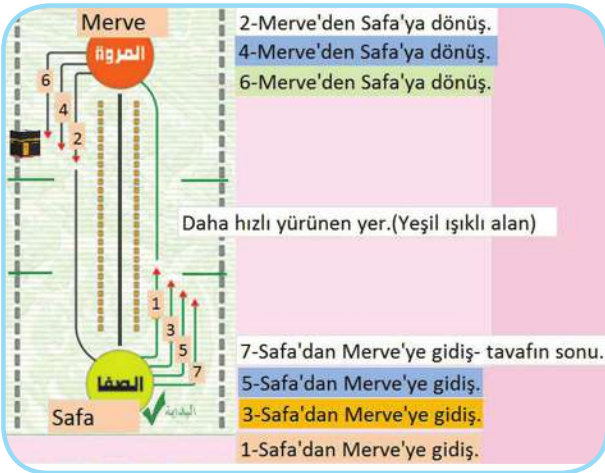 Merve
المروة
6
4
2
2-Merve'den Safa'ya dönüş.
4-Merve'den Safa'ya dönüş.
6-Merve'den Safa'ya dönüş.
Daha hızlı yürünen yer.(Yeşil ışıklı alan)
1
3
5
7
الصفا
Safa
البداية
7-Safa'dan Merve'ye gidiş- tavafın sonu.
5-Safa'dan Merve'ye gidiş.
3-Safa'dan Merve'ye gidiş.
1-Safa'dan Merve'ye gidiş.